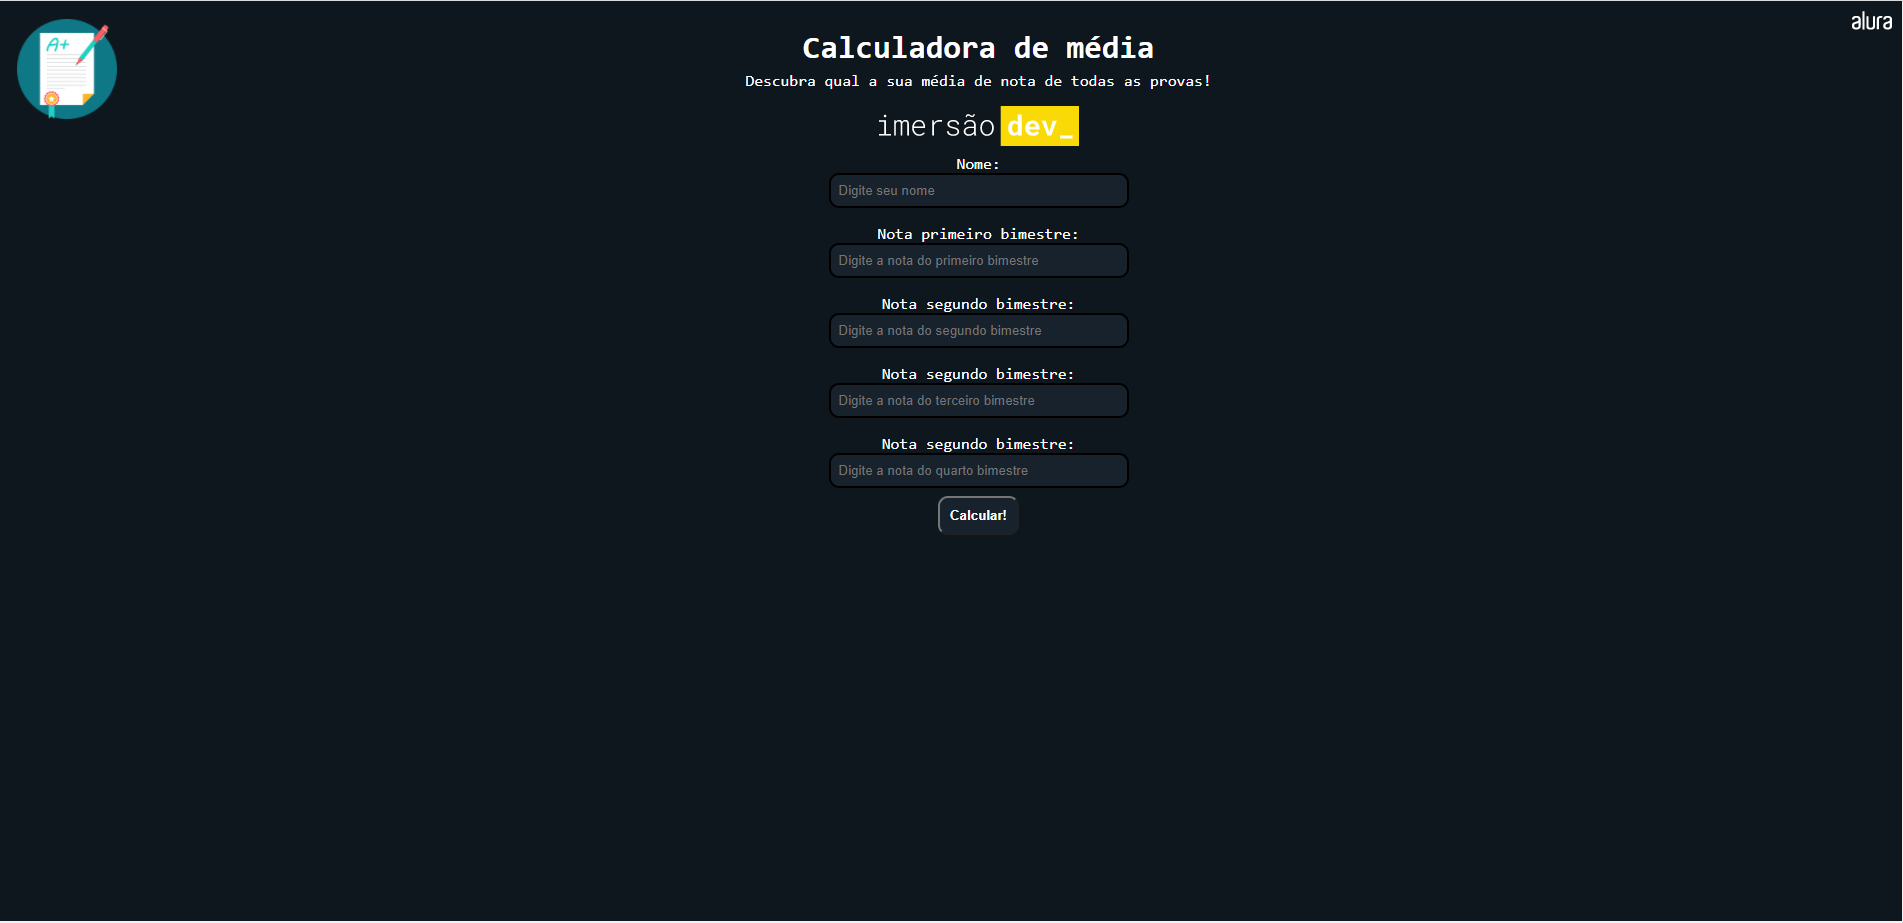 alura
A+
Calculadora de média
Descubra qual a sua média de nota de todas as provas!
imersão dev_
Nome:
Digite seu nome
Nota primeiro bimestre:
Digite a nota do primeiro bimestre
Nota segundo bimestre:
Digite a nota do segundo bimestre
Nota segundo bimestre:
Digite a nota do terceiro bimestre
Nota segundo bimestre:
Digite a nota do quarto bimestre
Calcular!